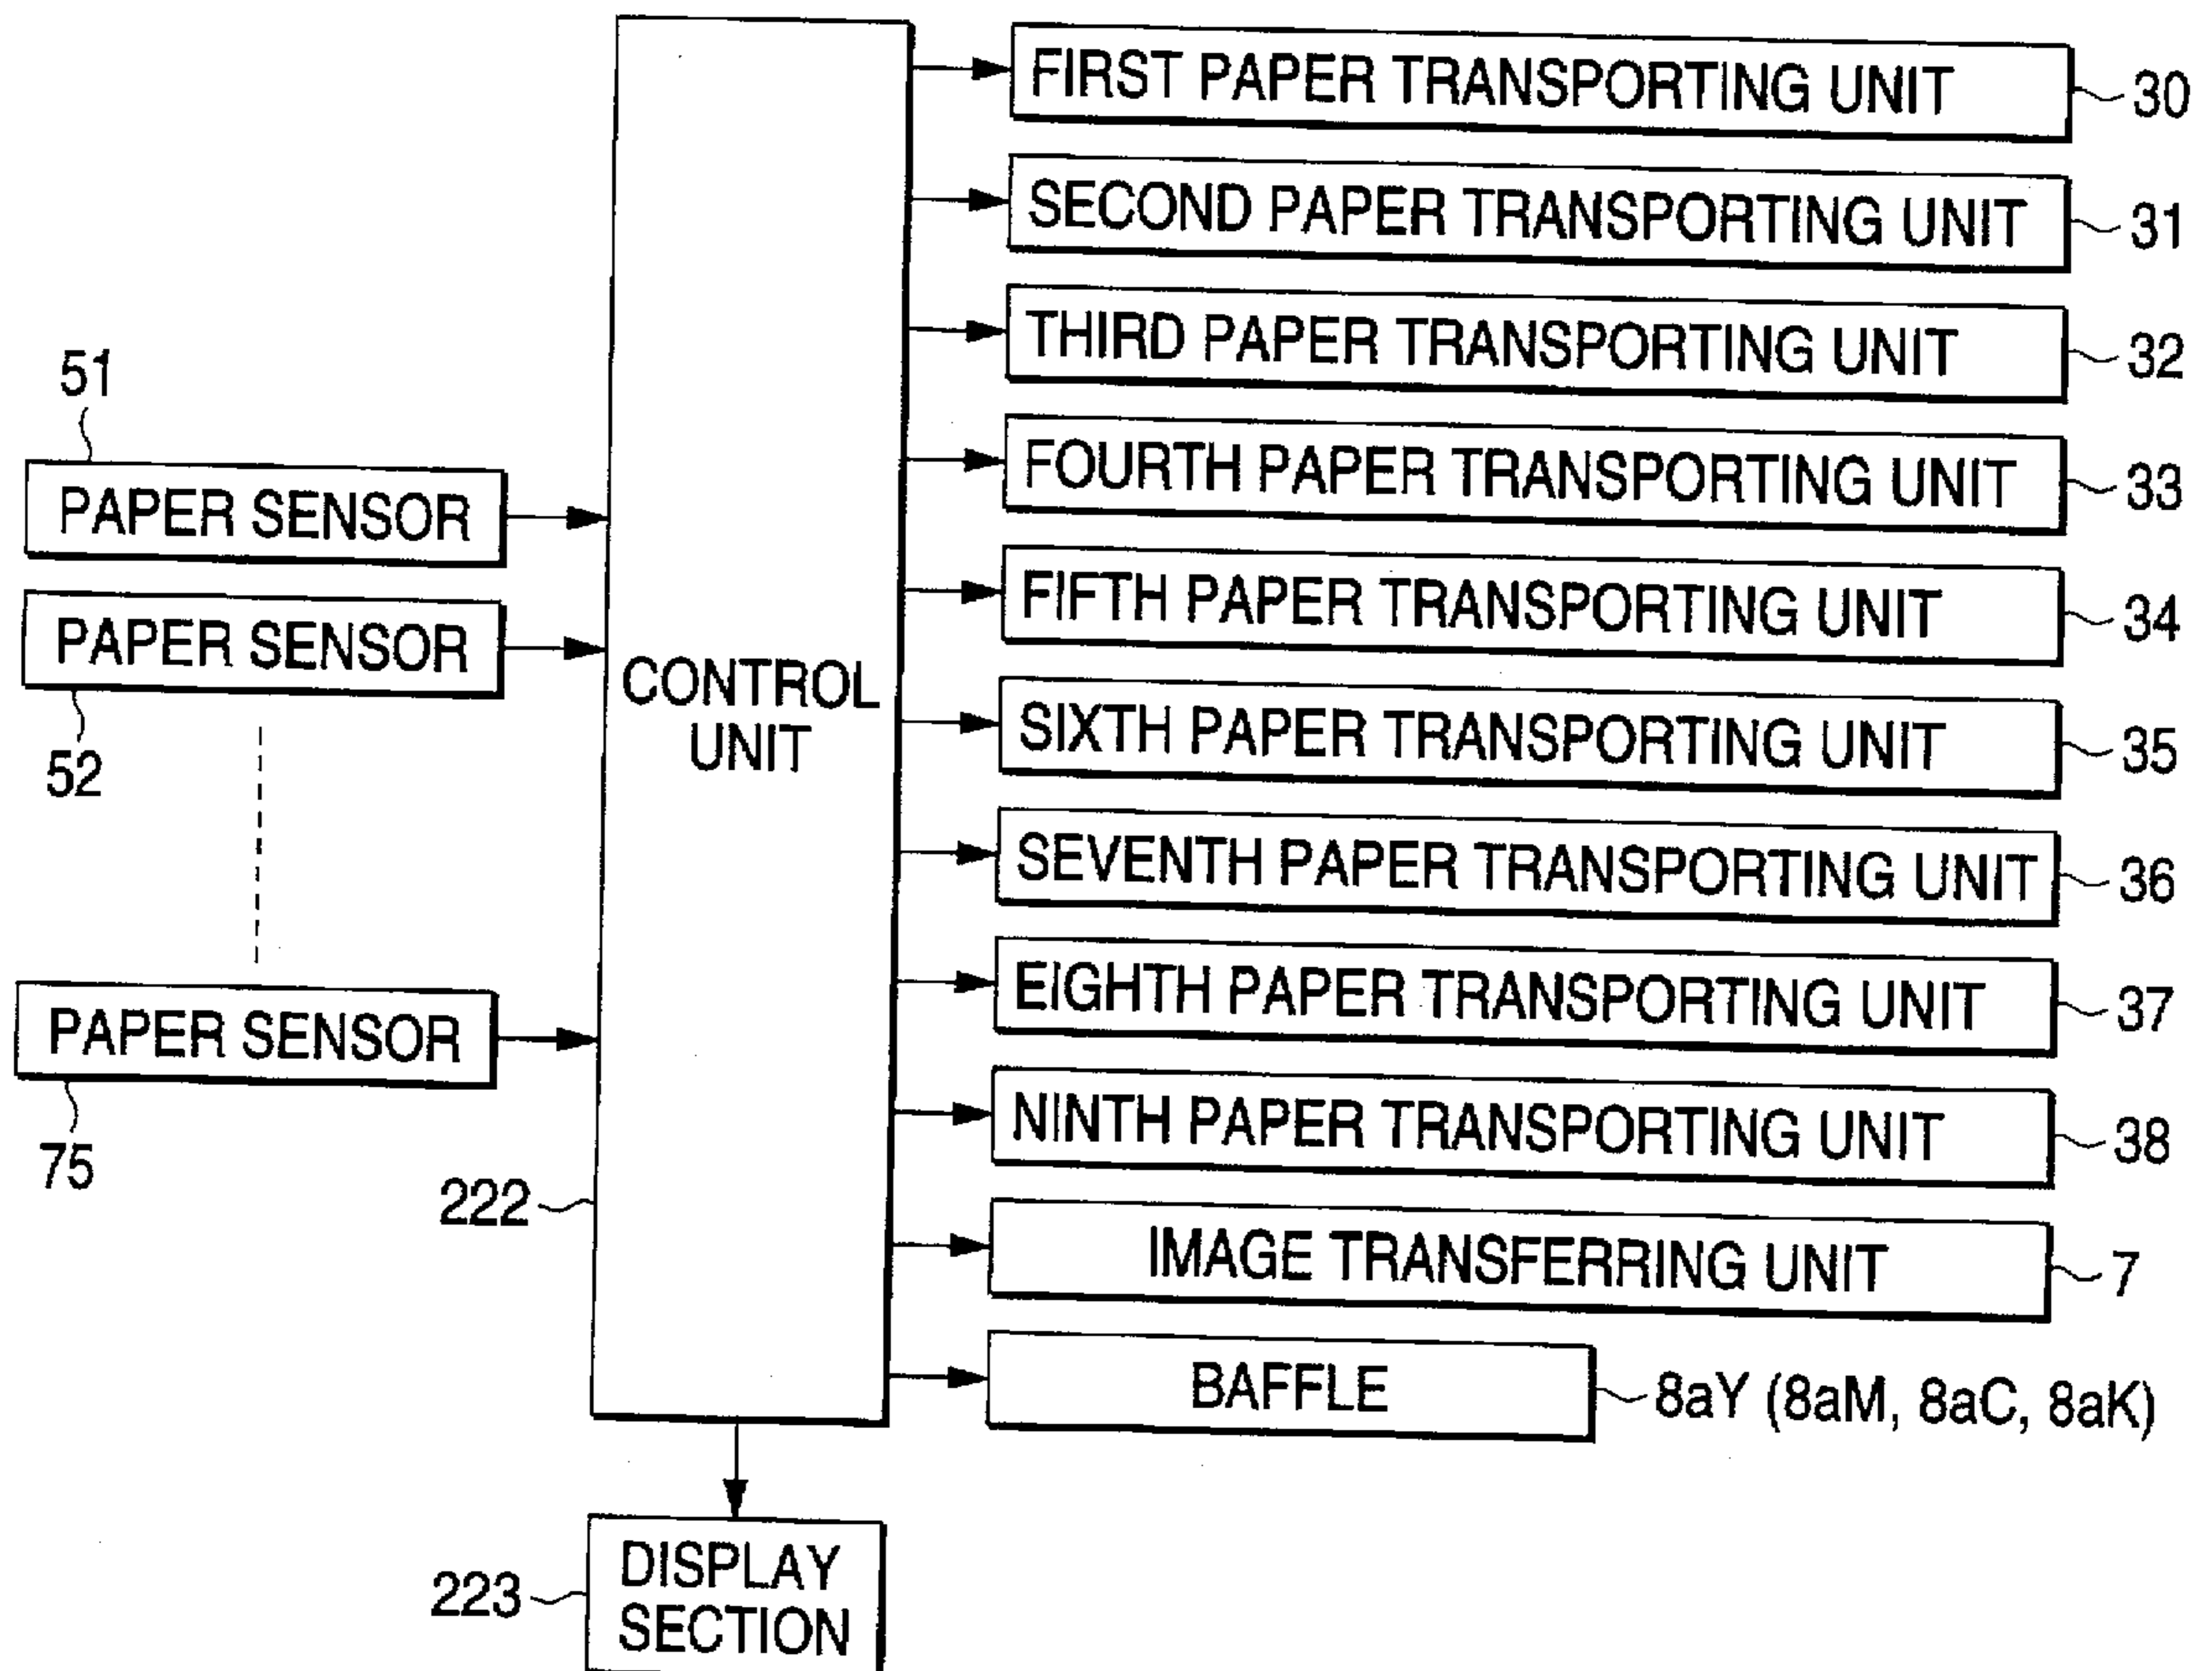 51
PAPER SENSOR
PAPER SENSOR
52
PAPER SENSOR
75
CONTROL
UNIT
222
FIRST PAPER TRANSPORTING UNIT
30
SECOND PAPER TRANSPORTING UNIT
31
THIRD PAPER TRANSPORTING UNIT
32
FOURTH PAPER TRANSPORTING UNIT
33
FIFTH PAPER TRANSPORTING UNIT
34
SIXTH PAPER TRANSPORTING UNIT
35
SEVENTH PAPER TRANSPORTING UNIT
36
EIGHTH PAPER TRANSPORTING UNIT
37
NINTH PAPER TRANSPORTING UNIT
38
IMAGE TRANSFERRING UNIT
7
BAFFLE
8aY (8aM, 8aC, 8aK)
223
DISPLAY
SECTION